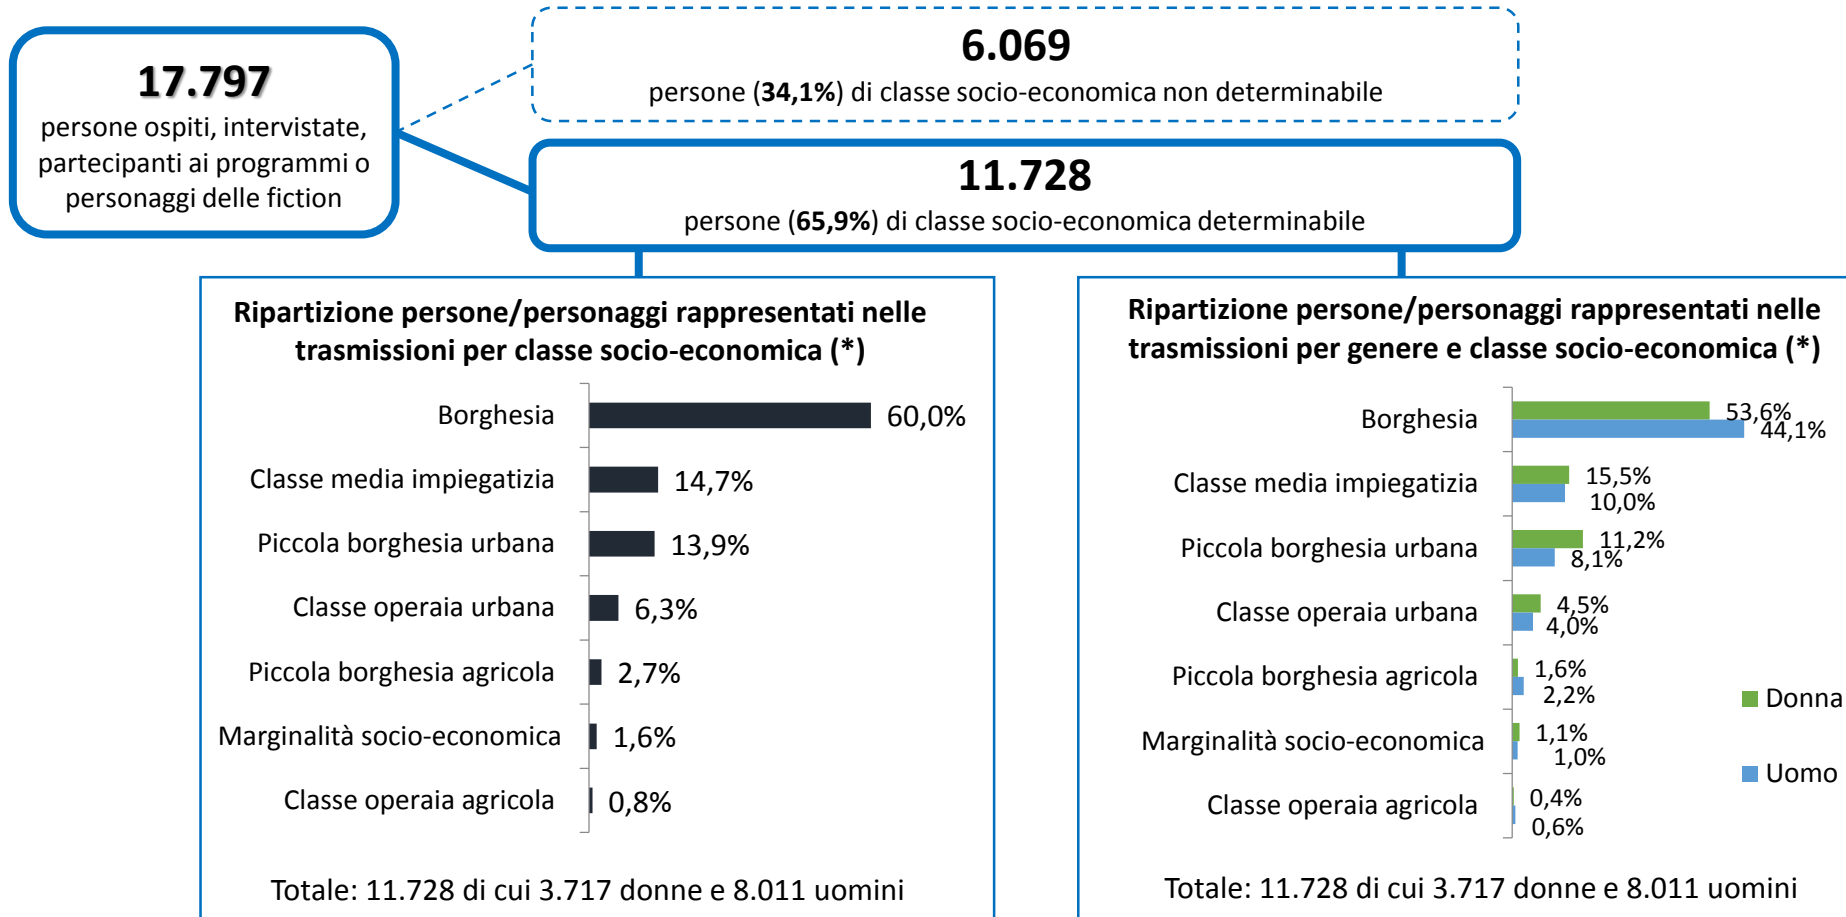 17.797
persone ospiti, intervistate,
partecipanti ai programmi o
personaggi delle fiction
6.069
persone (34,1%) di classe socio-economica non determinabile
11.728
persone (65,9%) di classe socio-economica determinabile
Ripartizione persone/personaggi rappresentati nelle
trasmissioni per classe socio-economica (*)
Borghesia 60,0%
Classe media impiegatizia 14,7%
Piccola borghesia urbana 13,9%
Classe operaia urbana 6,3%
Piccola borghesia agricola 2,7%
Marginalità socio-economica 1,6%
Classe operaia agricola 0,8%
Totale: 11.728 di cui 3.717 donne e 8.011 uomini
Ripartizione persone/personaggi rappresentati nelle
trasmissioni per genere e classe socio-economica (*)
Borghesia 53,6%
44,1%
Classe media impiegatizia 15,5%
10,0%
Piccola borghesia urbana 11,2%
8,1%
Classe operaia urbana 4,5%
4,0%
Piccola borghesia agricola 1,6%
2,2%
Marginalità socio-economica 1,1%
1,0%
Classe operaia agricola 0,4%
0,6%
Donna
Uomo
Totale: 11.728 di cui 3.717 donne e 8.011 uomini